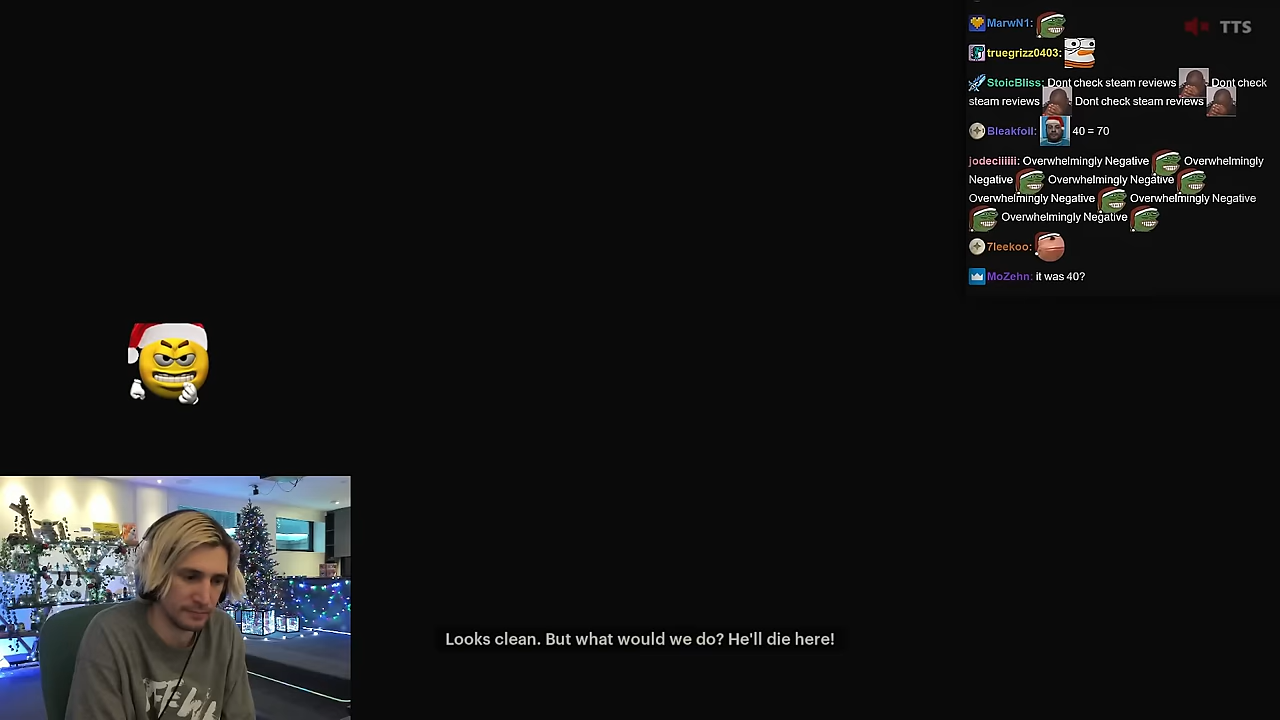 MarwN1:
TTS
truegrizz0403:
StoicBliss: Dont check steam reviews Dont check
steam reviews Dont check steam reviews
Bleakfoil: 40 = 70
jodeciiiiii: Overwhelmingly Negative Overwhelmingly
Negative Overwhelmingly Negative
Overwhelmingly Negative Overwhelmingly Negative
Overwhelmingly Negative
7leekoo:
MoZehn: it was 40?
Looks clean. But what would we do? He'll die here!